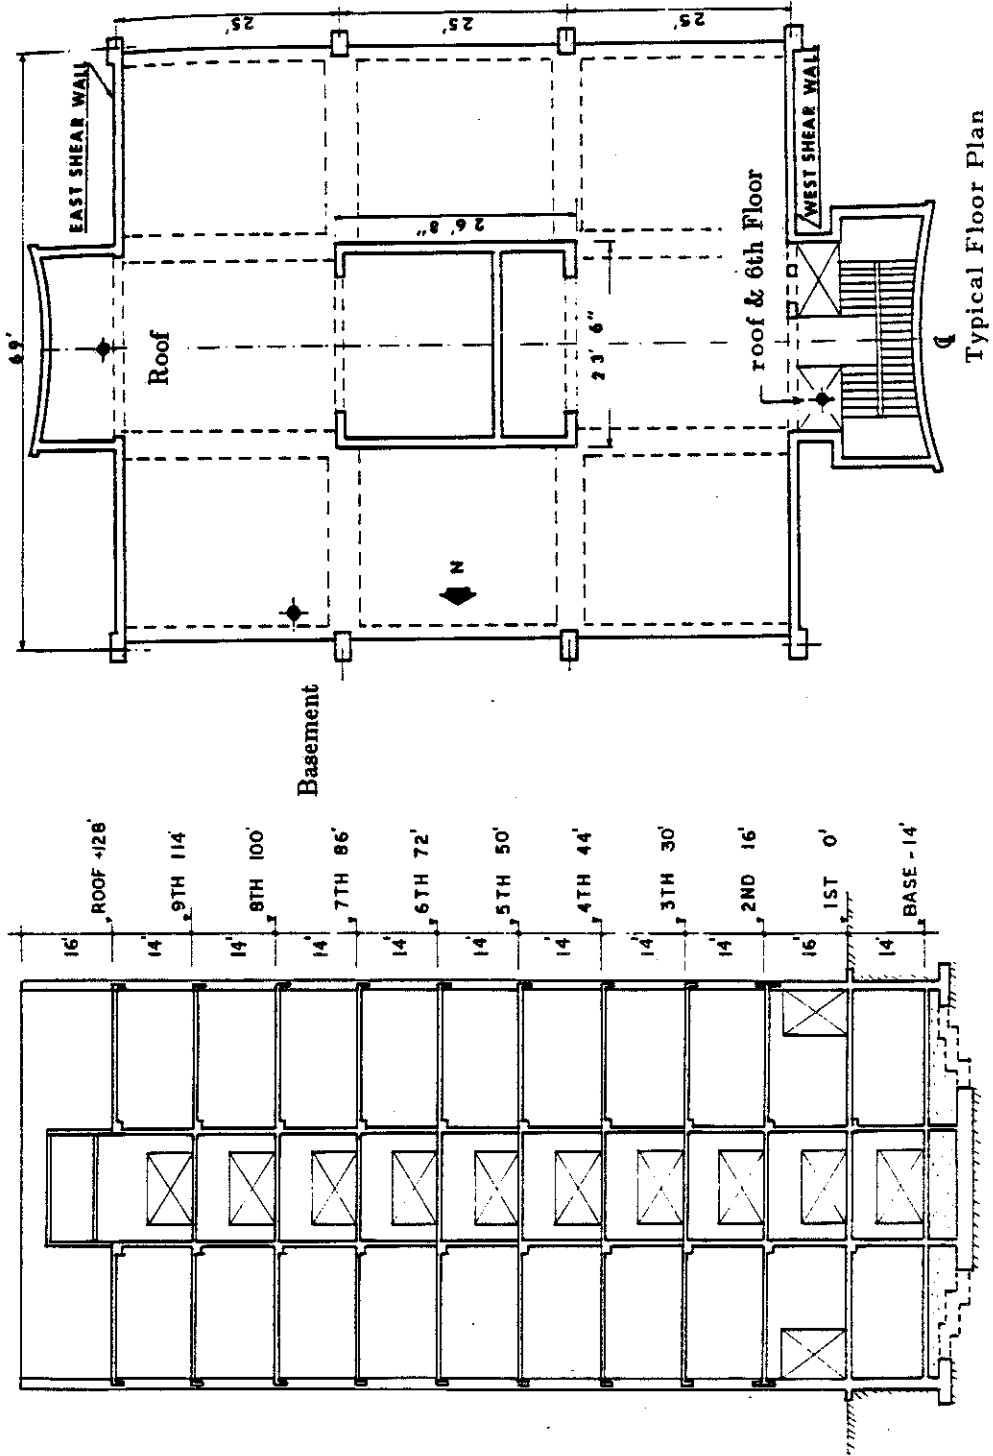 69'
EAST SHEAR WALL
25'
25'
25'
Roof
26' 8"
23' 6"
roof & 6th Floor
WEST SHEAR WALL
N
℄
Typical Floor Plan
Basement
16'
14'
14'
14'
14'
14'
14'
14'
14'
16'
14'
ROOF +128'
9TH 114'
8TH 100'
7TH 86'
6TH 72'
5TH 50'
4TH 44'
3TH 30'
2ND 16'
1ST 0'
BASE -14'